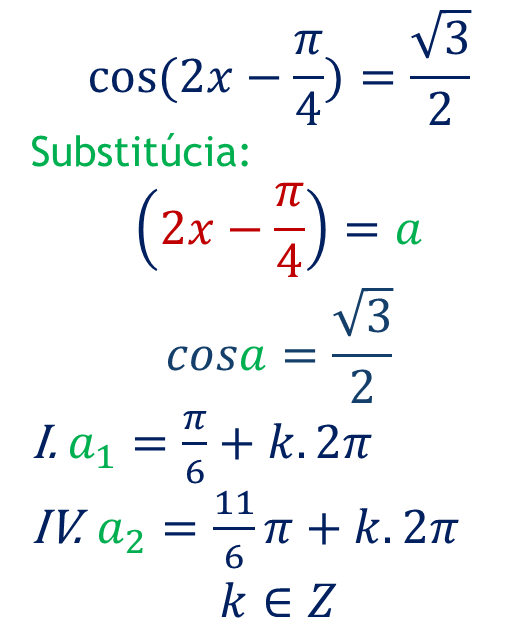 cos(2x − π/4) = √3/2
Substitúcia:
(2x − π/4) = a
cosa = √3/2
I. a₁ = π/6 + k. 2π
IV. a₂ = 11/6 π + k. 2π
k ∈ Z